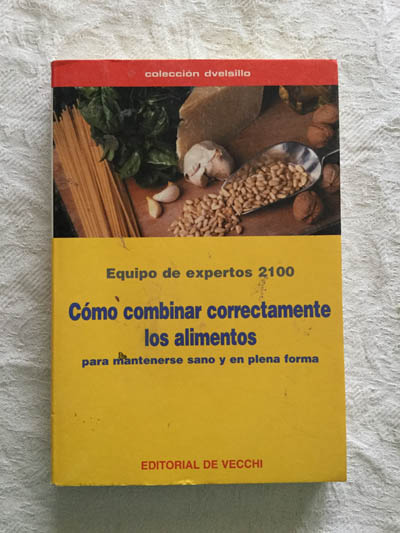 colección dvelsillo
Equipo de expertos 2100
Cómo combinar correctamente
los alimentos
para mantenerse sano y en plena forma
EDITORIAL DE VECCHI